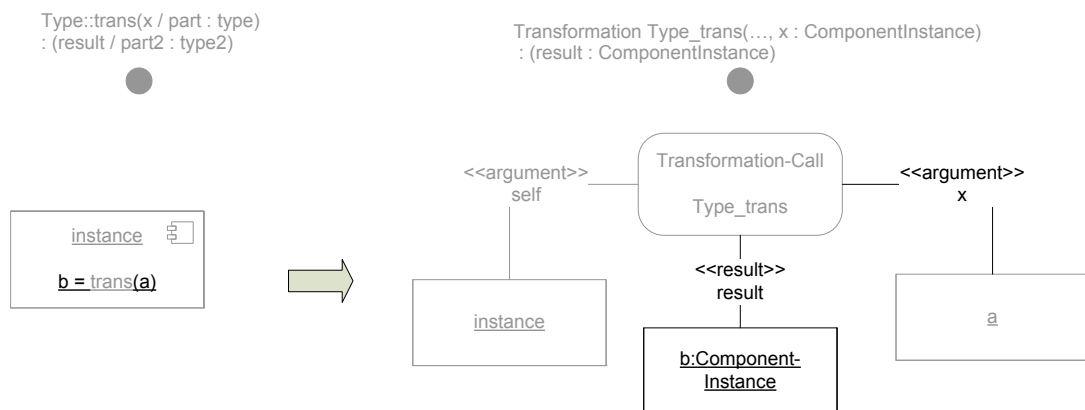 Type::trans(x / part : type)
: (result / part2 : type2)
Transformation Type_trans(…, x : ComponentInstance)
: (result : ComponentInstance)
instance
b = trans(a)
<<argument>>
self
Transformation-Call
Type_trans
<<argument>>
x
<<result>>
result
instance
b:Component-
Instance
a